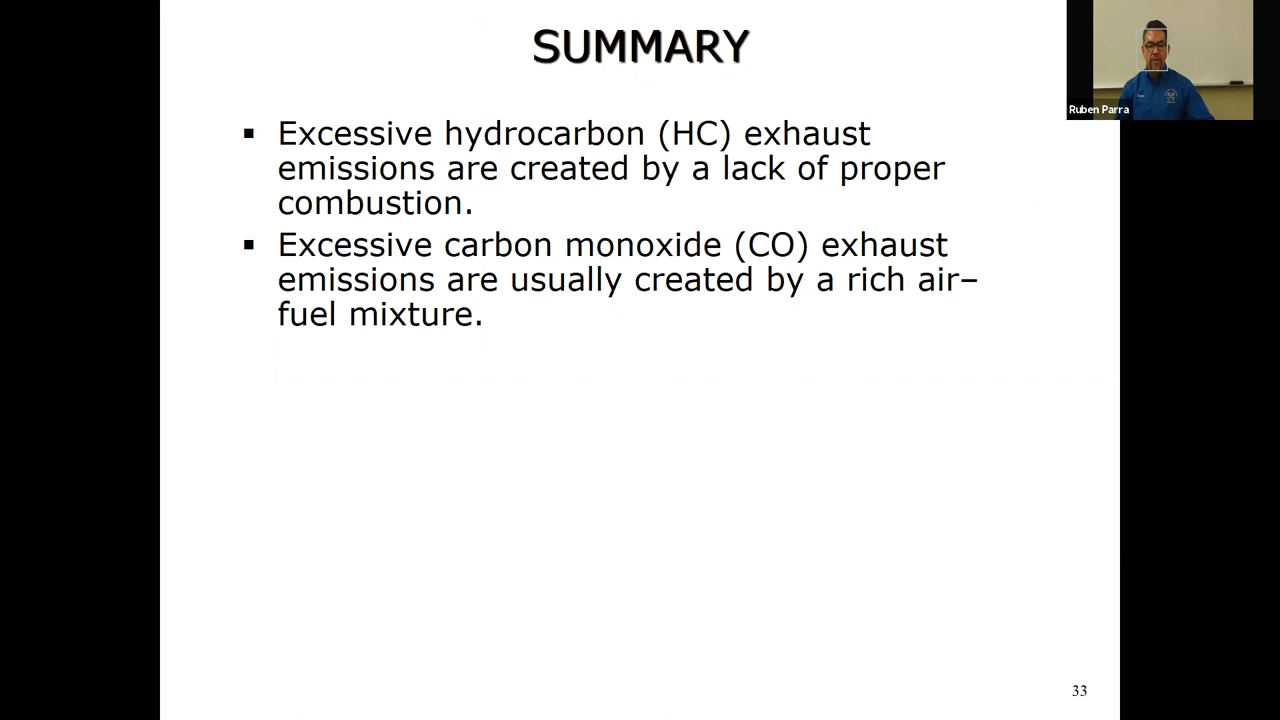 SUMMARY
Ruben Parra
▪ Excessive hydrocarbon (HC) exhaust
emissions are created by a lack of proper
combustion.
▪ Excessive carbon monoxide (CO) exhaust
emissions are usually created by a rich air–
fuel mixture.
33